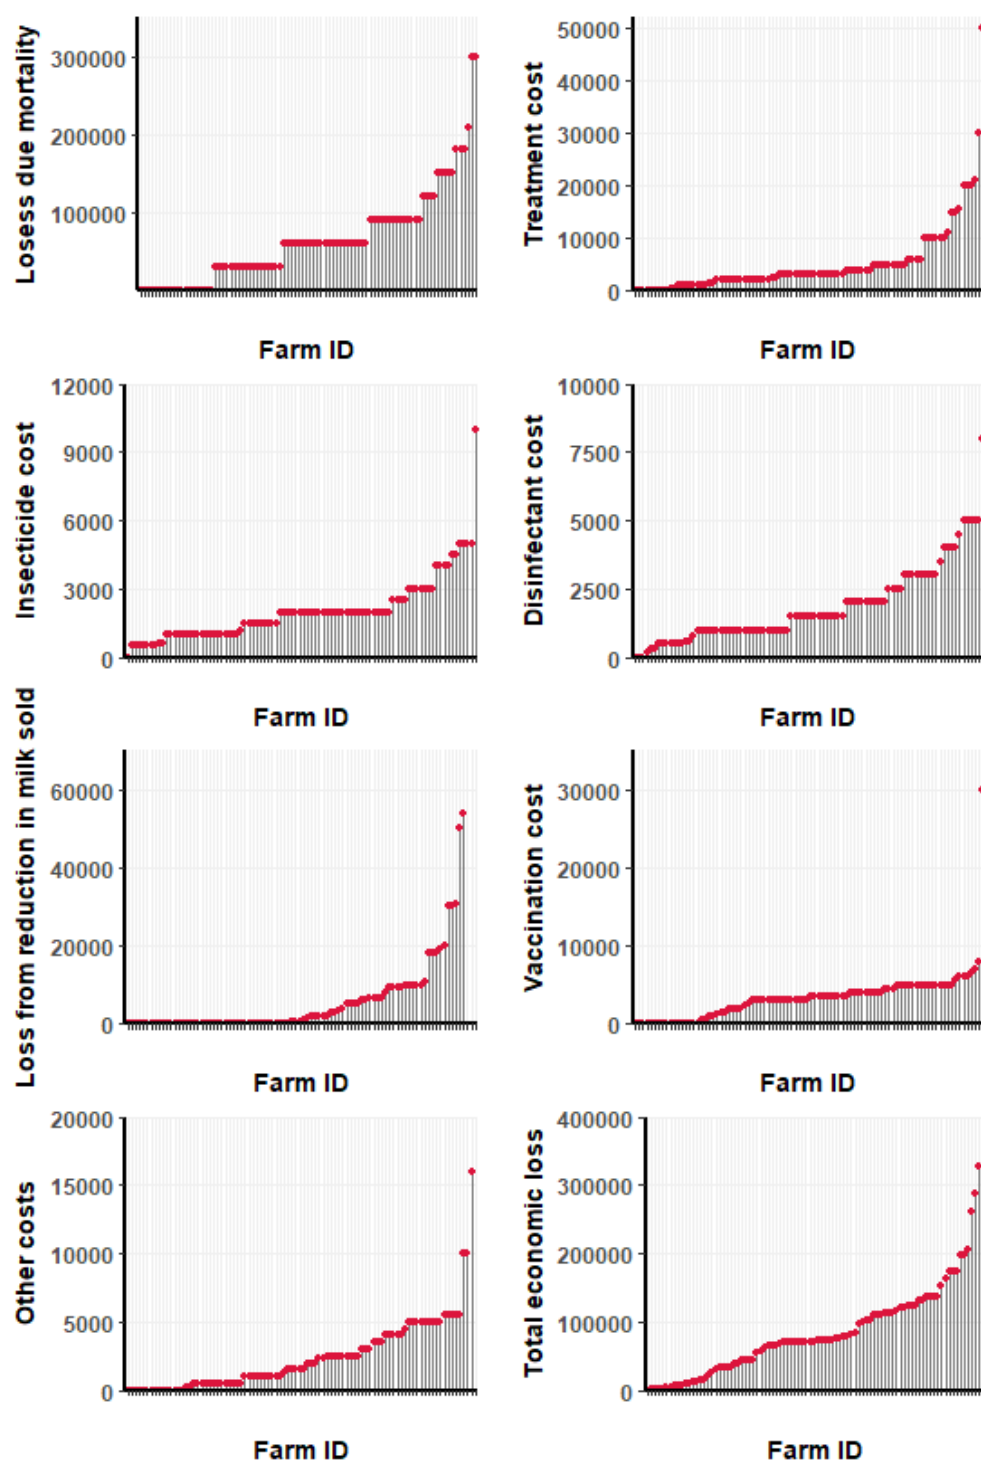 Losess due mortality
300000
200000
100000
Farm ID
Treatment cost
50000
40000
30000
20000
10000
0
Farm ID
Insecticide cost
12000
9000
6000
3000
0
Farm ID
Disinfectant cost
10000
7500
5000
2500
0
Farm ID
Loss from reduction in milk sold
60000
40000
20000
0
Farm ID
Vaccination cost
30000
20000
10000
0
Farm ID
Other costs
20000
15000
10000
5000
0
Farm ID
Total economic loss
400000
300000
200000
100000
0
Farm ID